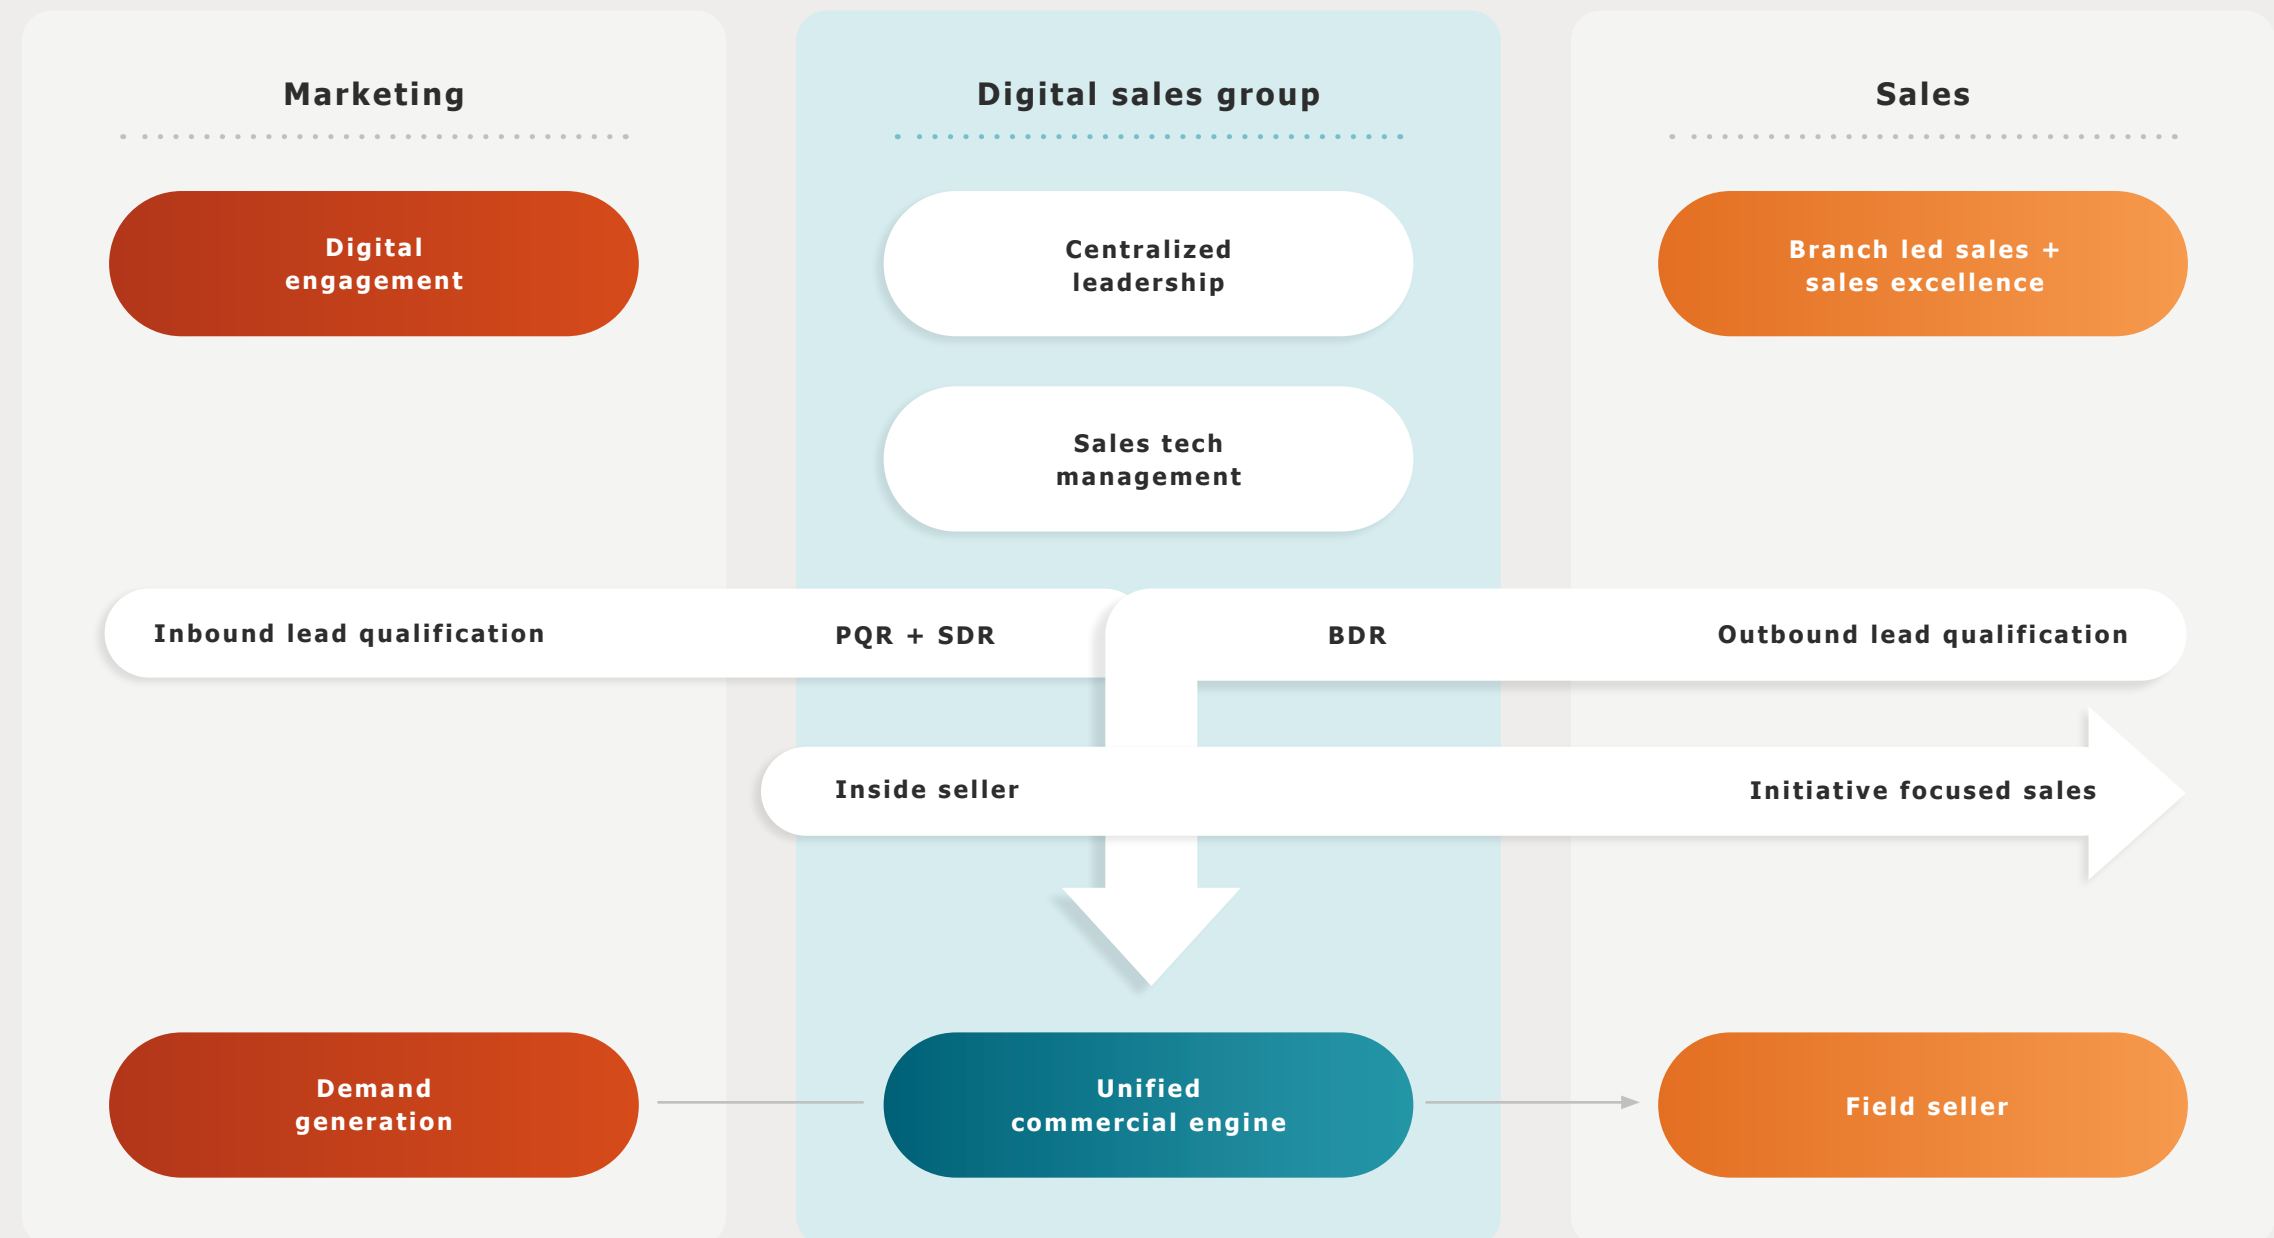 Marketing
Digital sales group
Sales
Digital
engagement
Centralized
leadership
Branch led sales +
sales excellence
Sales tech
management
Inbound lead qualification
PQR + SDR
BDR
Outbound lead qualification
Inside seller
Initiative focused sales
Demand
generation
Unified
commercial engine
Field seller